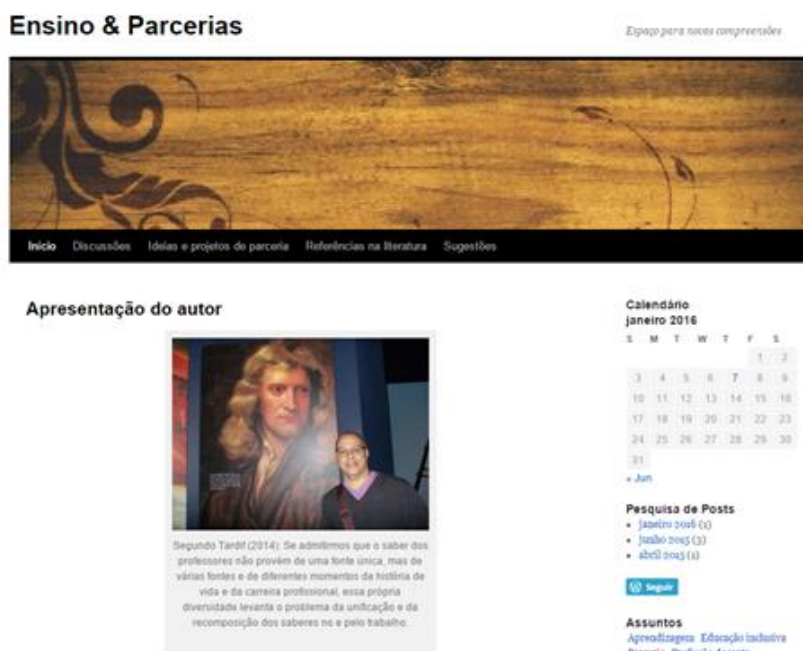 Ensino & Parcerias
Espaço para novas compreensões
Início Discussões Ideias e projetos de parceria Referências na literatura Sugestões
Apresentação do autor
Segundo Tardif (2014): Se admitirmos que o saber dos
professores não provém de uma fonte única, mas de
várias fontes e de diferentes momentos da história de
vida e da carreira profissional, essa própria
diversidade levanta o problema da unificação e da
recomposição dos saberes no e pelo trabalho.
Calendário
janeiro 2016
S M T W T F S
1 2
3 4 5 6 7 8 9
10 11 12 13 14 15 16
17 18 19 20 21 22 23
24 25 26 27 28 29 30
31
« Jun
Pesquisa de Posts
janeiro 2016 (1)
junho 2015 (3)
abril 2015 (1)
Seguir
Assuntos
Aprendizagem Educação inclusiva